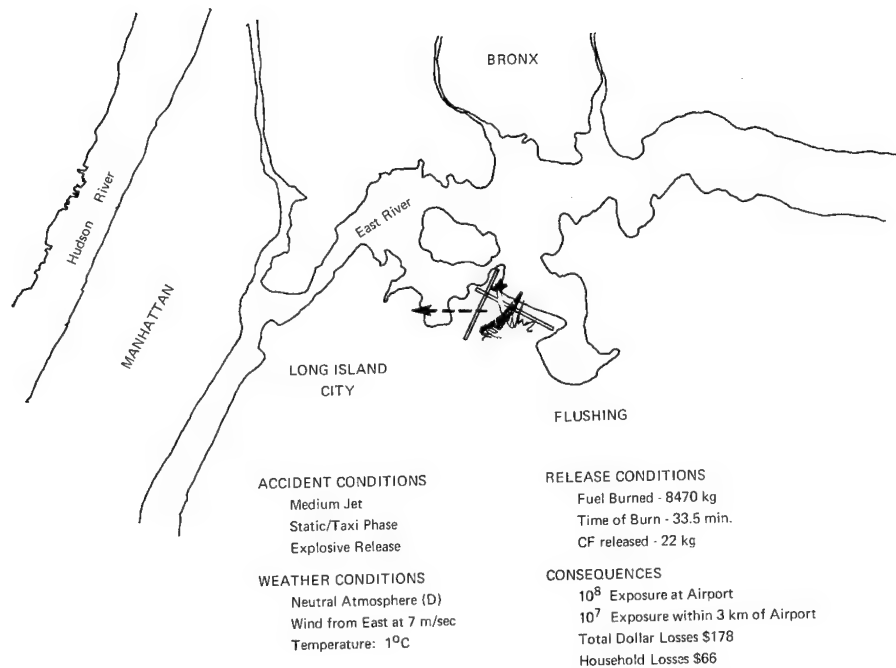 BRONX
Hudson River
East River
MANHATTAN
LONG ISLAND
CITY
FLUSHING
ACCIDENT CONDITIONS
Medium Jet
Static/Taxi Phase
Explosive Release
WEATHER CONDITIONS
Neutral Atmosphere (D)
Wind from East at 7 m/sec
Temperature: 1⁰C
RELEASE CONDITIONS
Fuel Burned - 8470 kg
Time of Burn - 33.5 min.
CF released - 22 kg
CONSEQUENCES
10⁸ Exposure at Airport
10⁷ Exposure within 3 km of Airport
Total Dollar Losses $178
Household Losses $66